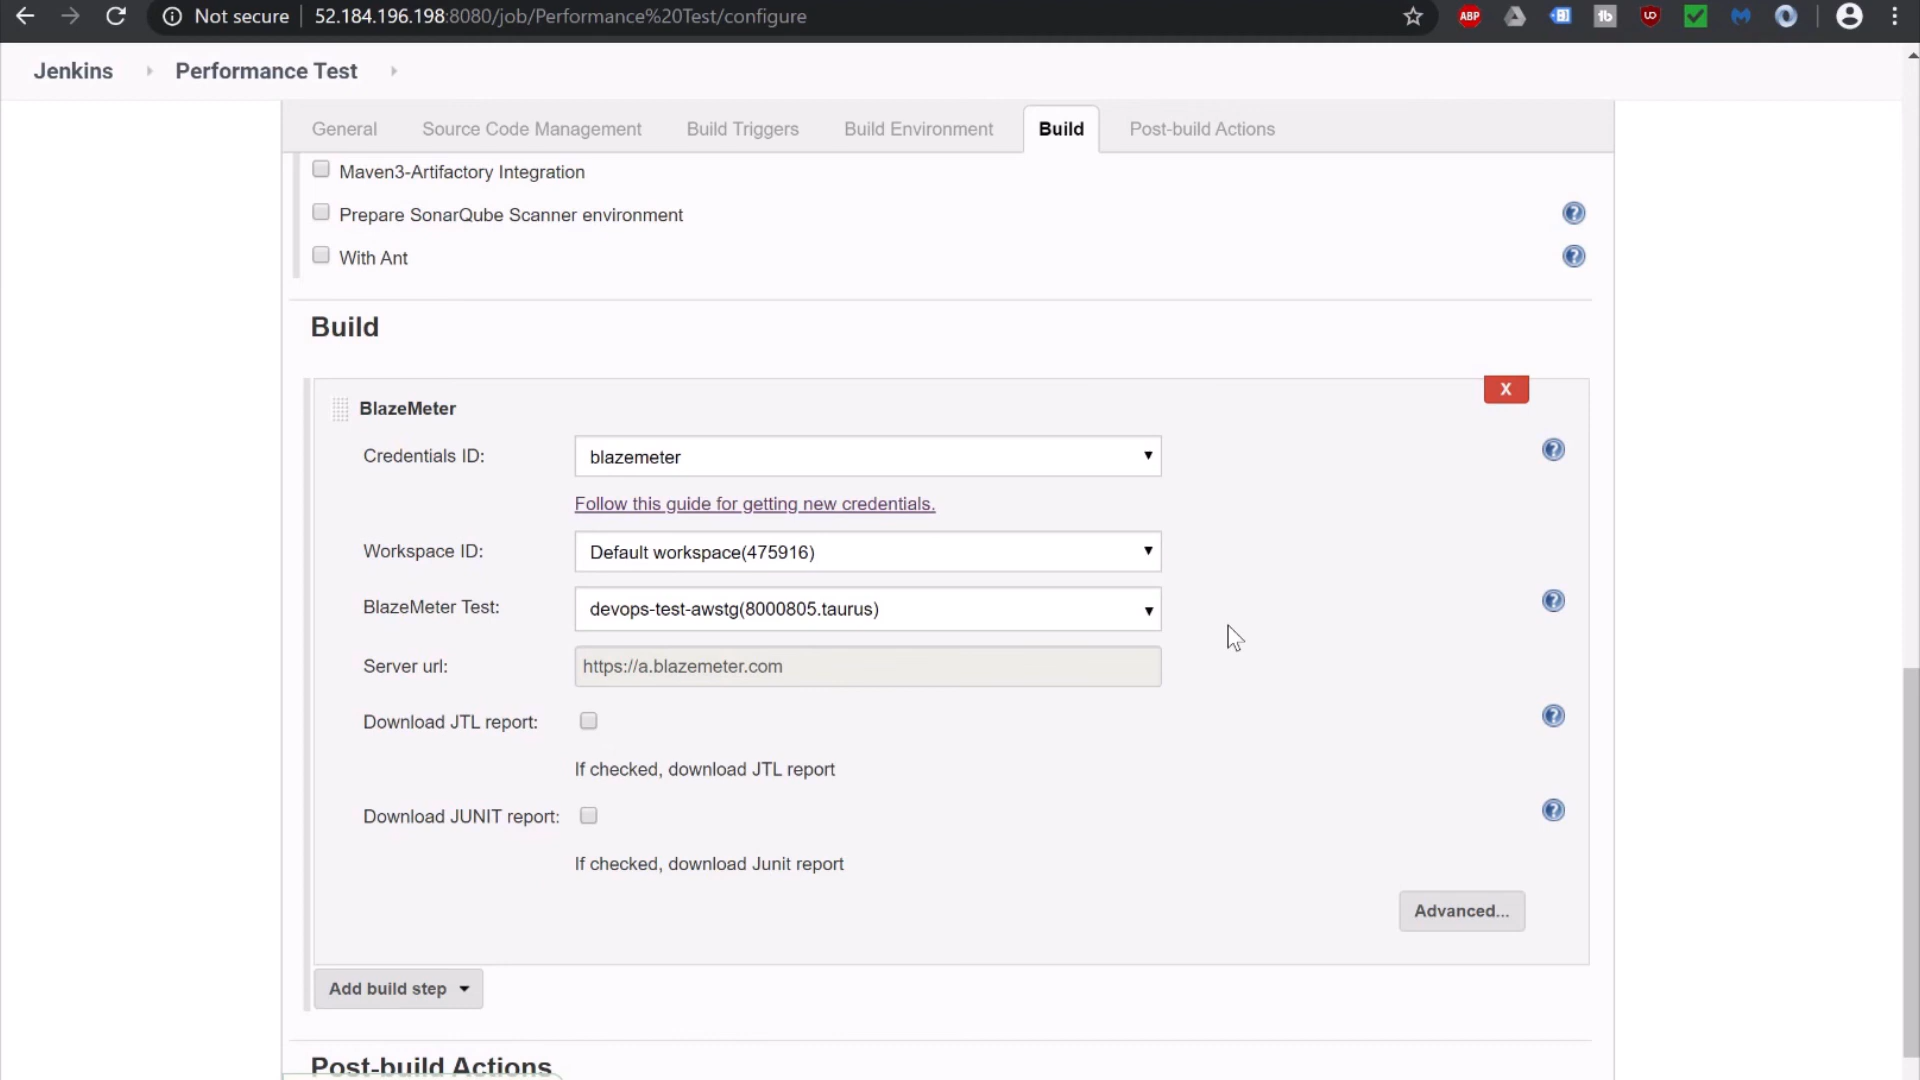 Not secure 52.184.196.198:8080/job/Performance%20Test/configure
ABP
Jenkins Performance Test
General Source Code Management Build Triggers Build Environment Build Post-build Actions
Maven3-Artifactory Integration
Prepare SonarQube Scanner environment
With Ant
Build
X
BlazeMeter
Credentials ID: blazemeter
Follow this guide for getting new credentials.
Workspace ID: Default workspace(475916)
BlazeMeter Test: devops-test-awstg(8000805.taurus)
Server url: https://a.blazemeter.com
Download JTL report:
If checked, download JTL report
Download JUNIT report:
If checked, download Junit report
Advanced...
Add build step
Post-build Actions